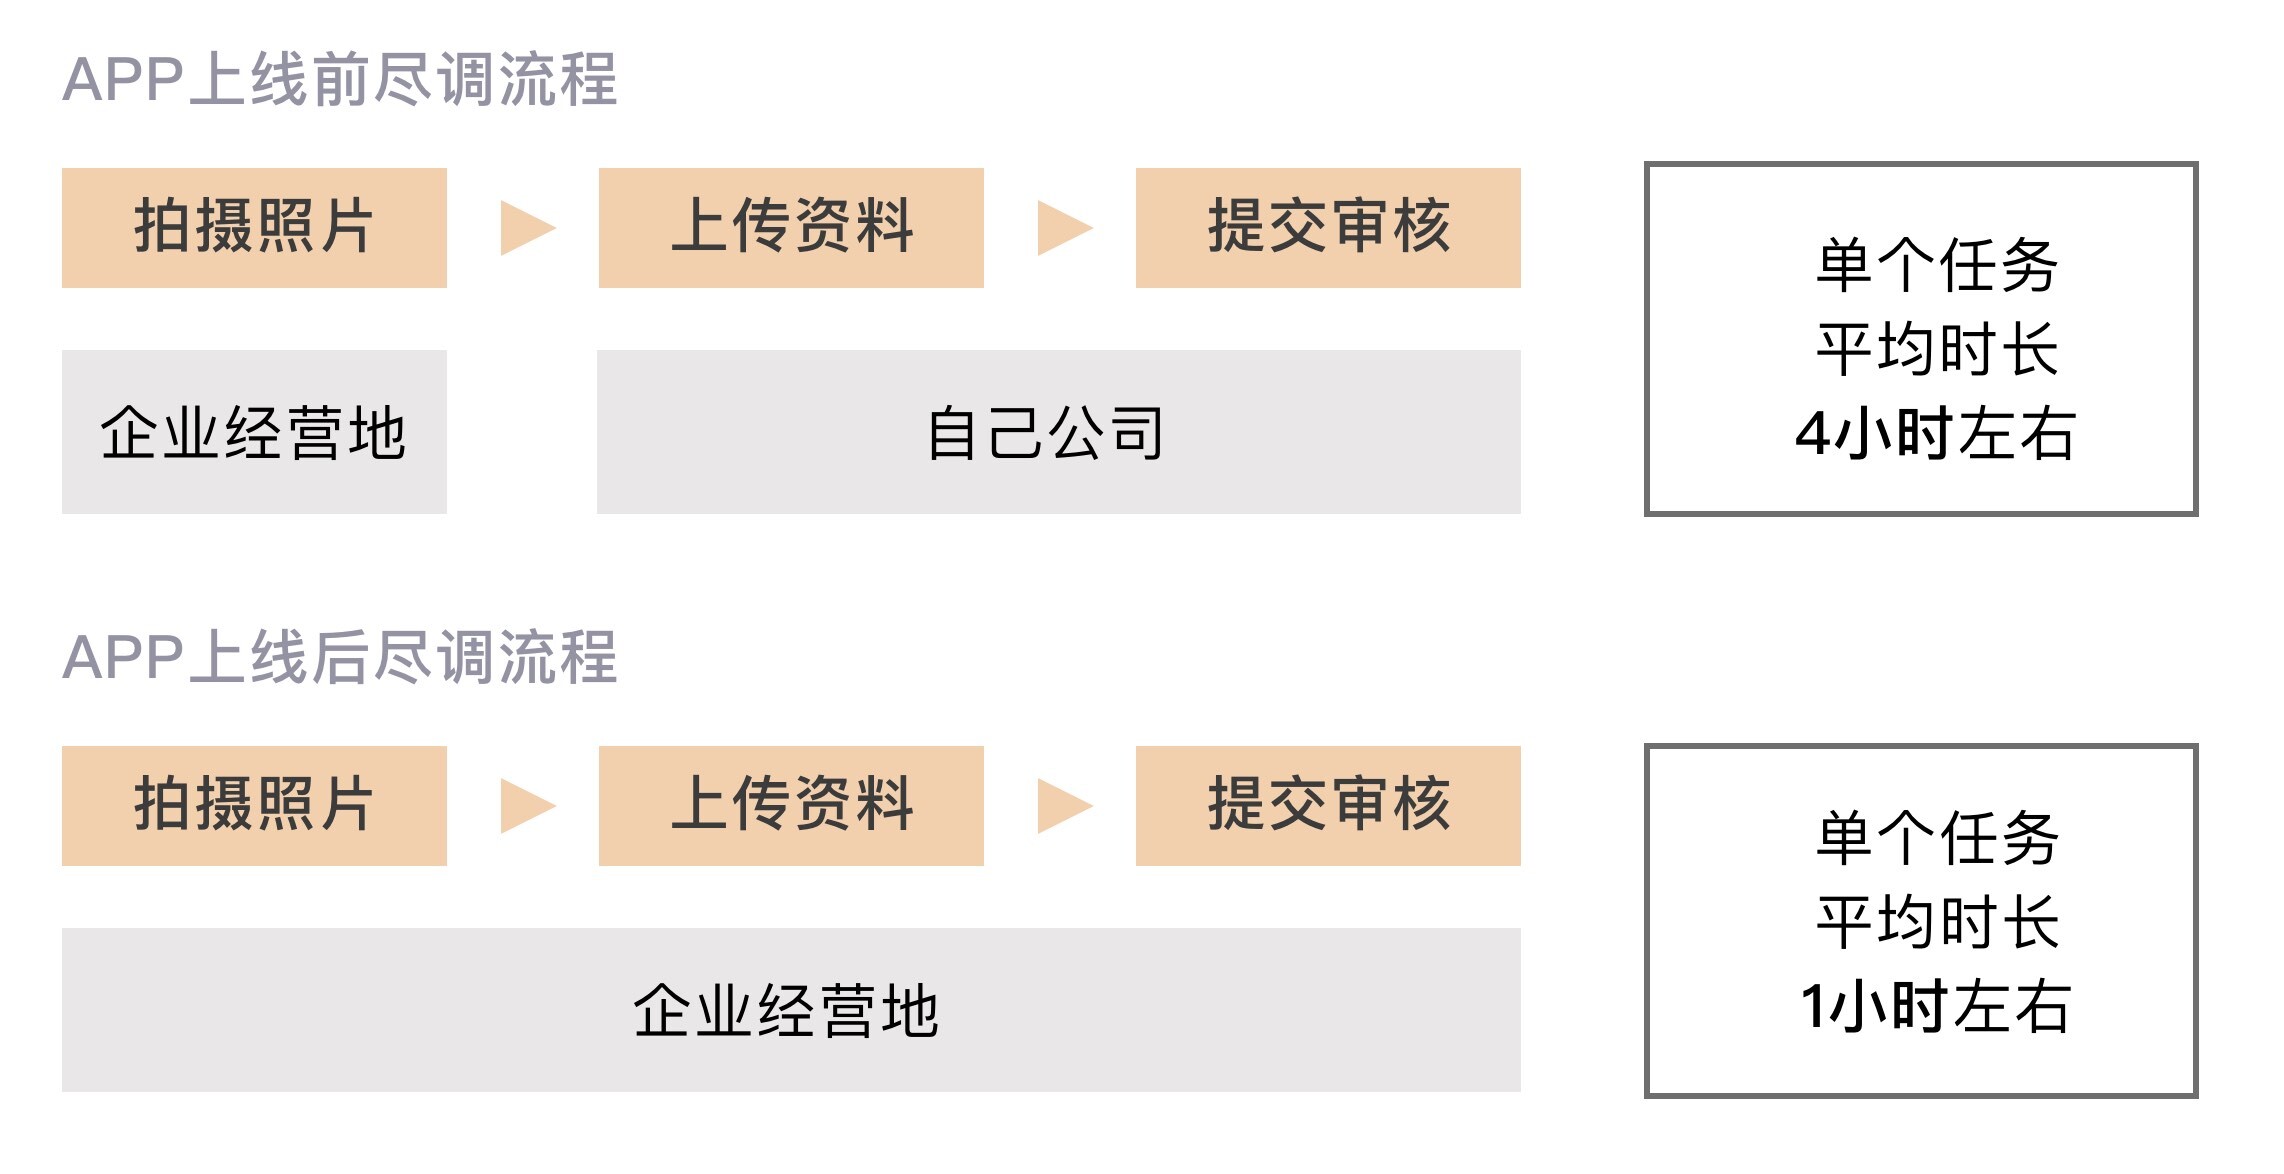 APP上线前尽调流程
拍摄照片
上传资料
提交审核
企业经营地
自己公司
单个任务
平均时长
4小时左右
APP上线后尽调流程
拍摄照片
上传资料
提交审核
企业经营地
单个任务
平均时长
1小时左右